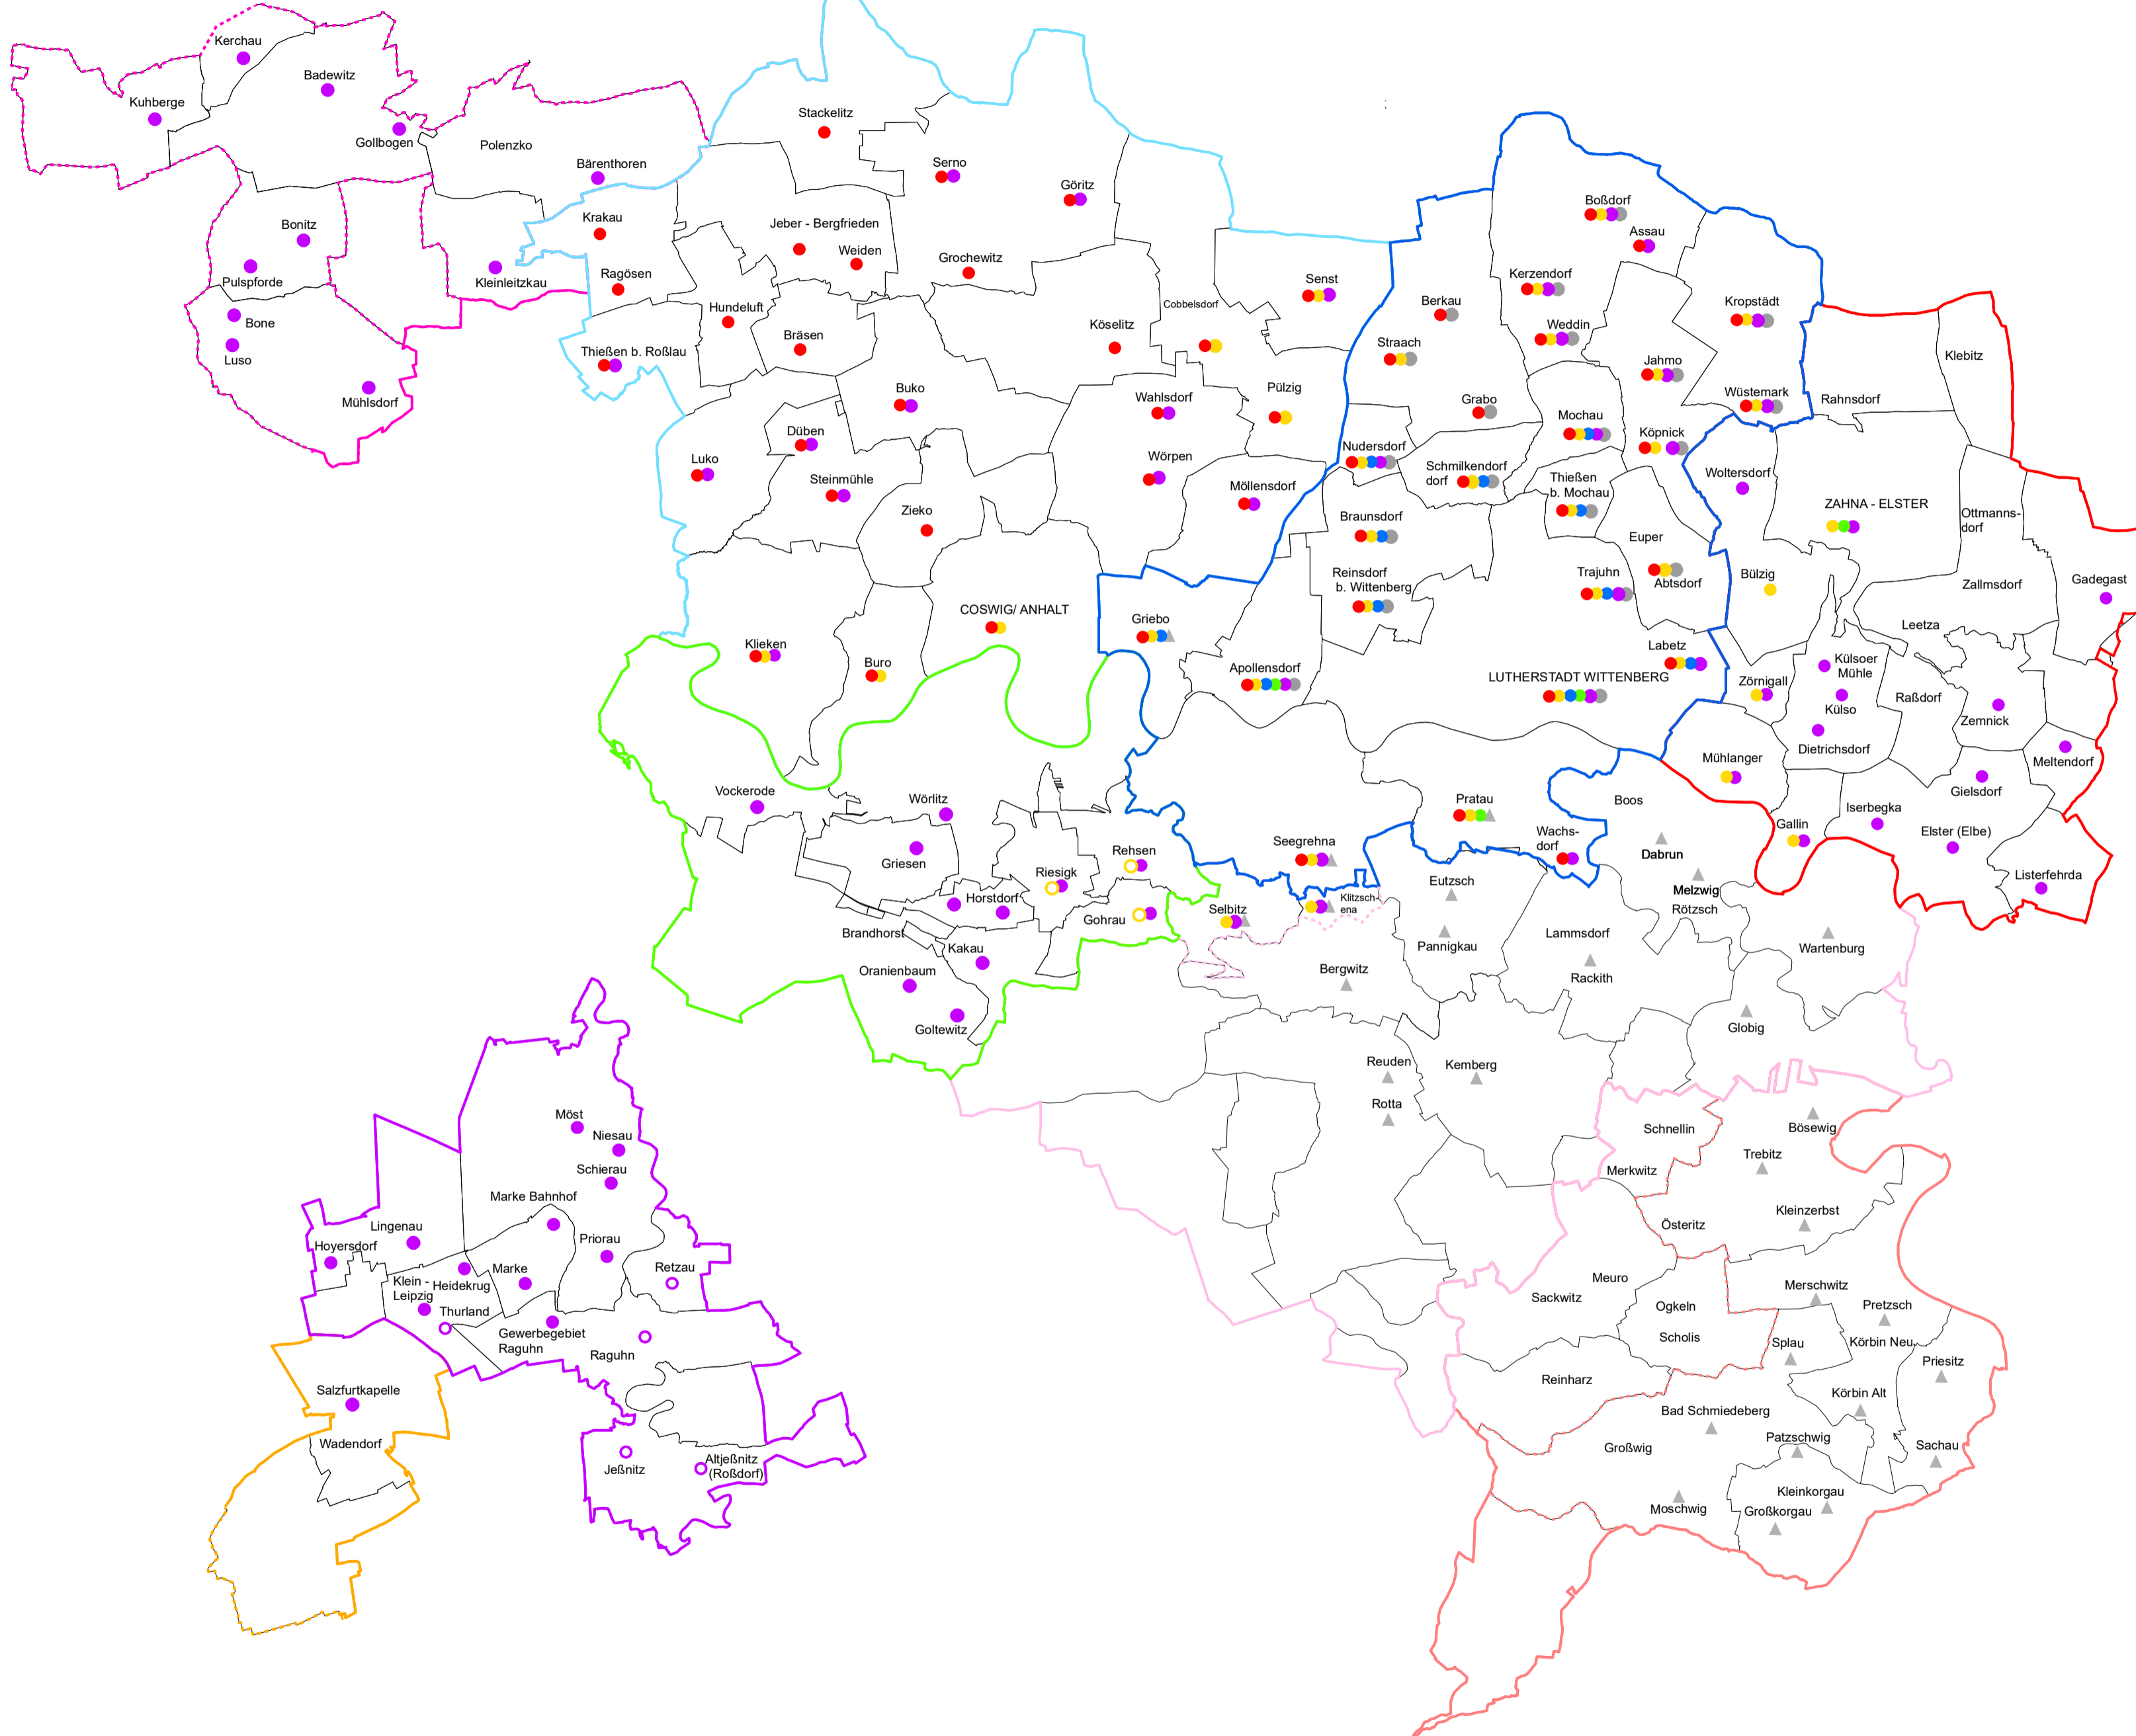 Kerchau
Badewitz
Kuhberge
Gollbogen
Polenzko
Bärenthoren
Stackelitz
Serno
Göritz
Krakau
Jeber - Bergfrieden
Weiden
Grochewitz
Ragösen
Bonitz
Pulspforde
Kleinleitzkau
Bone
Luso
Mühlsdorf
Hundeluft
Bräsen
Thießen b. Roßlau
Köselitz
Cobbelsdorf
Senst
Boßdorf
Assau
Kerzendorf
Berkau
Kropstädt
Weddin
Straach
Jahmo
Klebitz
Buko
Wahlsdorf
Pülzig
Grabo
Wüstemark
Rahnsdorf
Mochau
Köpnick
Düben
Luko
Steinmühle
Wörpen
Nudersdorf
Schmilkendorf
dorf
Thießen
b. Mochau
Woltersdorf
Möllensdorf
Zieko
Braunsdorf
ZAHNA - ELSTER
Ottmanns-
dorf
Euper
Reinsdorf
b. Wittenberg
Trajuhn
Abtsdorf
Bülzig
Zallmsdorf
Gadegast
COSWIG/ ANHALT
Griebo
Klieken
Buro
Apollensdorf
Labetz
LUTHERSTADT WITTENBERG
Leetza
Zörnigall
Külsoer
Mühle
Külso
Raßdorf
Zemnick
Dietrichsdorf
Mühlanger
Meltendorf
Vockerode
Wörlitz
Griesen
Pratau
Boos
Gielsdorf
Iserbegka
Wachs-
dorf
Gallin
Elster (Elbe)
Seegrehna
Rehsen
Riesigk
Dabrun
Listerfehrda
Horstdorf
Eutzsch
Melzwig
Rötzsch
Gohrau
Selbitz
Klitzsch-
ena
Brandhorst
Kakau
Pannigkau
Lammsdorf
Wartenburg
Oranienbaum
Bergwitz
Rackith
Goltewitz
Globig
Reuden
Kemberg
Rotta
Möst
Niesau
Schierau
Schnellin
Bösewig
Merkwitz
Trebitz
Marke Bahnhof
Lingenau
Hoyersdorf
Priorau
Kleinzerbst
Österitz
Klein -
Leipzig
Heidekrug
Marke
Retzau
Thurland
Gewerbegebiet
Raguhn
Raguhn
Meuro
Sackwitz
Merschwitz
Ogkeln
Scholis
Pretzsch
Splau
Körbin Neu
Priesitz
Reinharz
Salzfurtkapelle
Körbin Alt
Wadendorf
Bad Schmiedeberg
Großwig
Patzschwig
Sachau
Jeßnitz
Altjeßnitz
(Roßdorf)
Moschwig
Kleinkorgau
Großkorgau